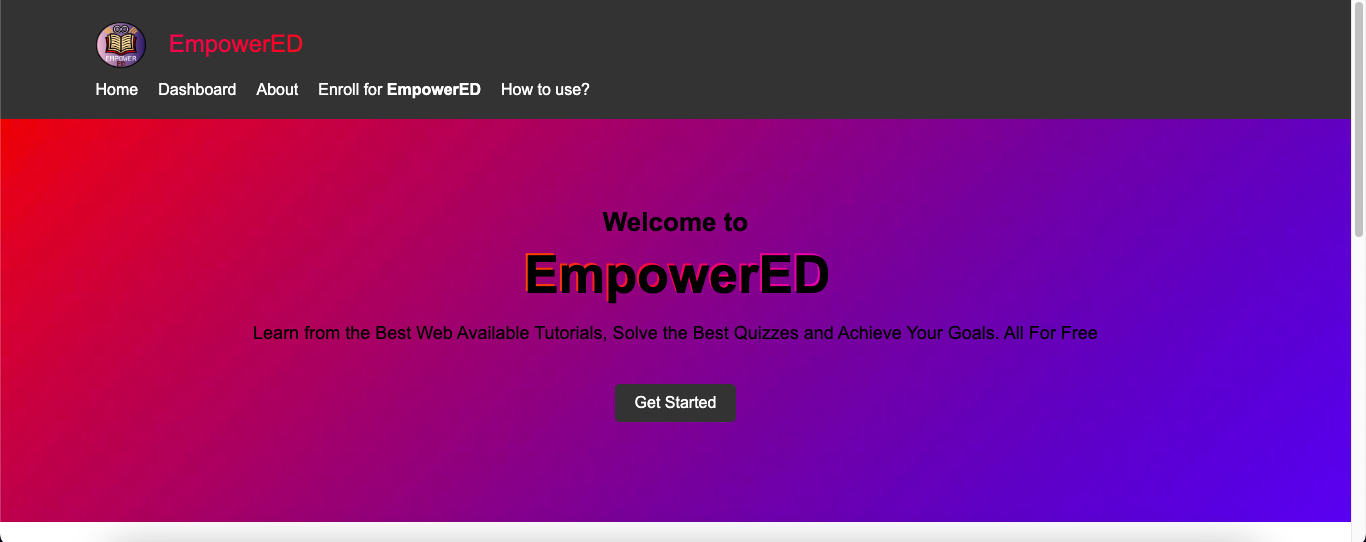 EMPOWER
ED
EmpowerED
Home Dashboard About Enroll for EmpowerED How to use?
Welcome to
EmpowerED
Learn from the Best Web Available Tutorials, Solve the Best Quizzes and Achieve Your Goals. All For Free
Get Started